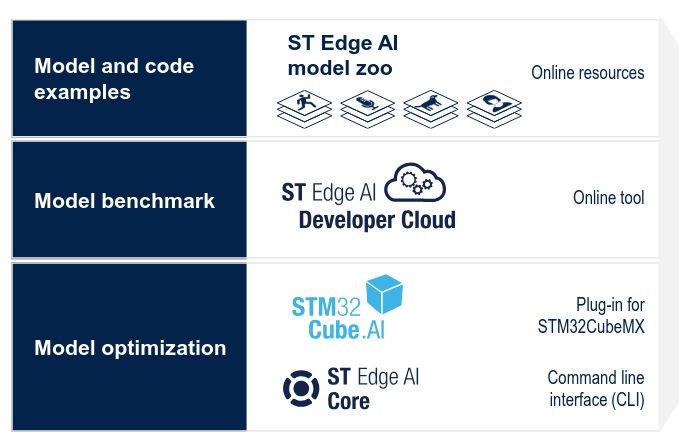 Model and code
examples
ST Edge AI
model zoo
Online resources
Model benchmark
ST Edge AI
Developer Cloud
Online tool
Model optimization
STM32
Cube.AI
Plug-in for
STM32CubeMX
ST Edge AI
Core
Command line
interface (CLI)